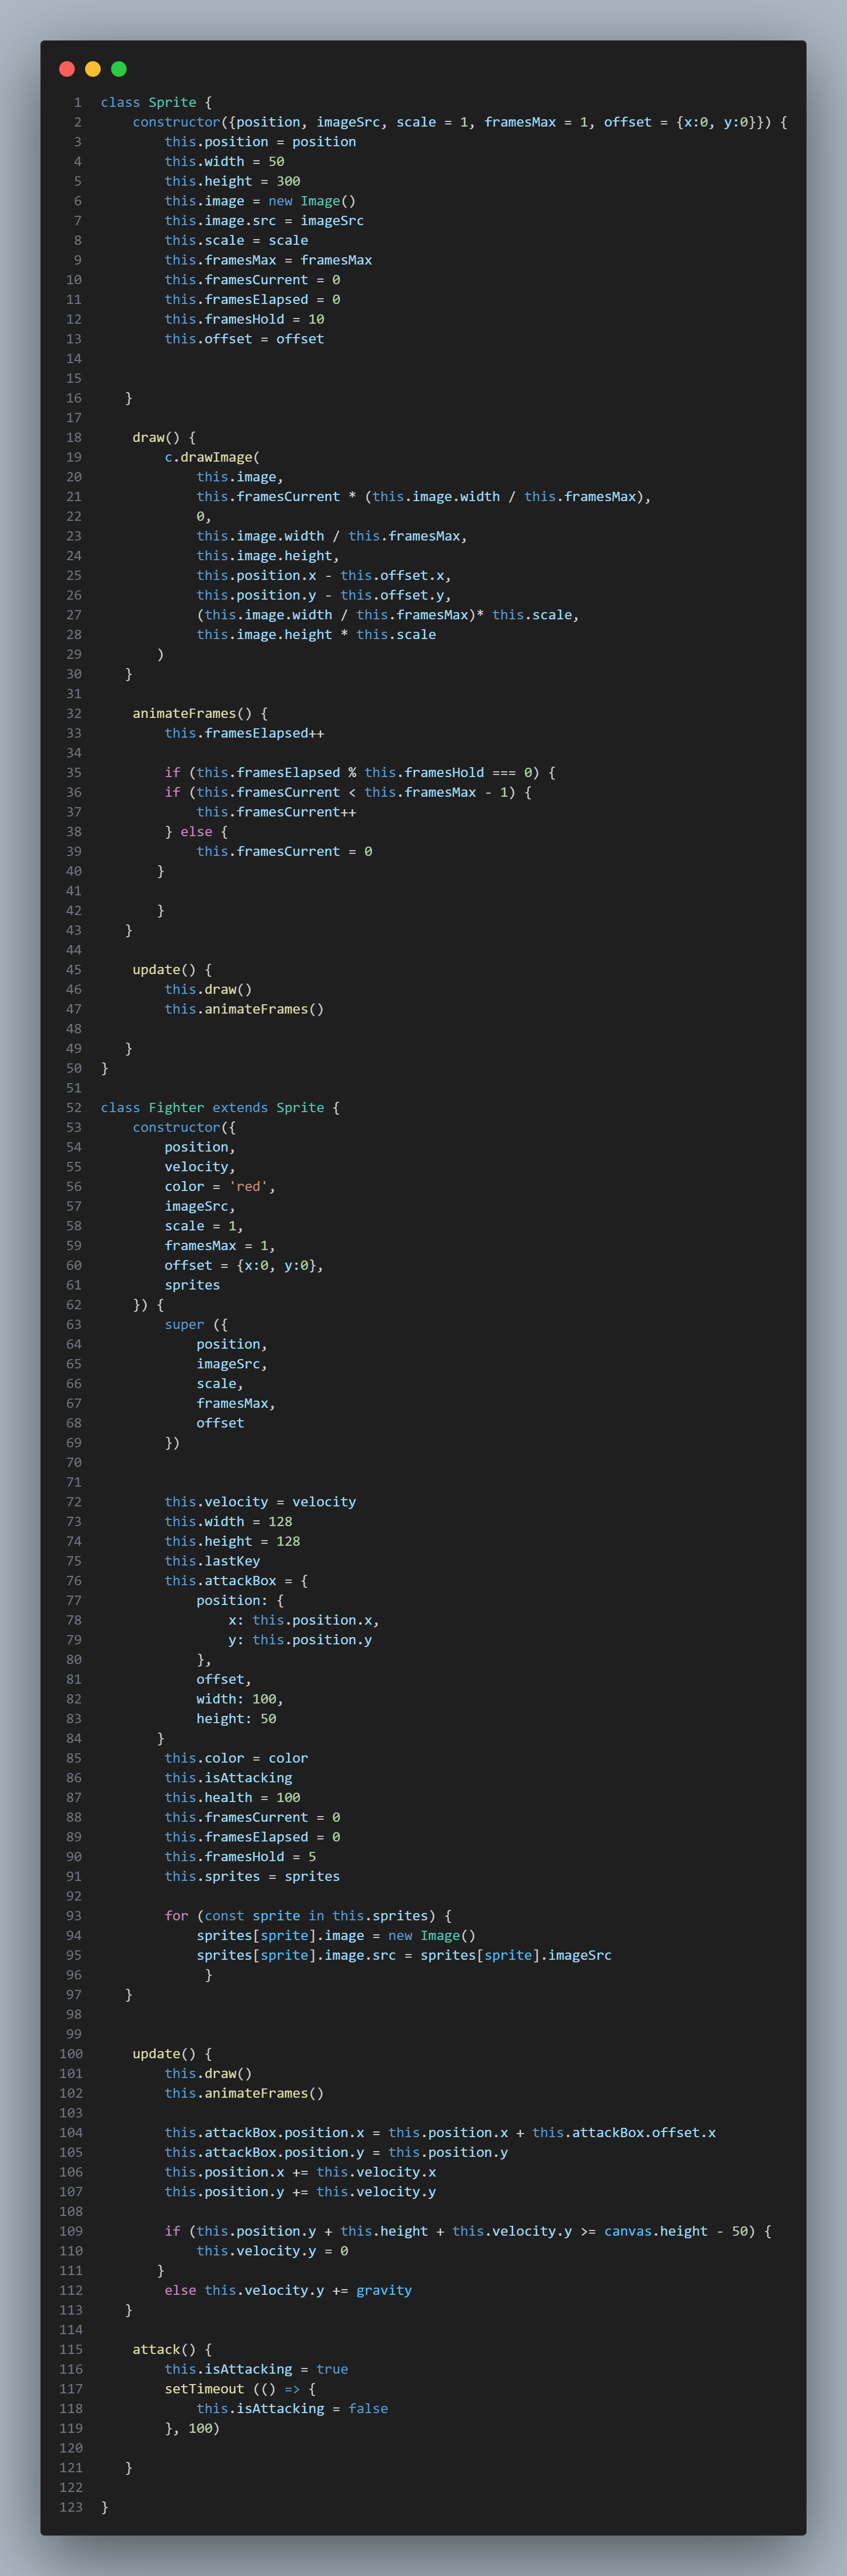 1 class Sprite {
2     constructor({position, imageSrc, scale = 1, framesMax = 1, offset = {x:0, y:0}}) {
3         this.position = position
4         this.width = 50
5         this.height = 300
6         this.image = new Image()
7         this.image.src = imageSrc
8         this.scale = scale
9         this.framesMax = framesMax
10         this.framesCurrent = 0
11         this.framesElapsed = 0
12         this.framesHold = 10
13         this.offset = offset
14
15
16    }
17
18     draw() {
19         c.drawImage(
20             this.image,
21             this.framesCurrent * (this.image.width / this.framesMax),
22             0,
23             this.image.width / this.framesMax,
24             this.image.height,
25             this.position.x - this.offset.x,
26             this.position.y - this.offset.y,
27             (this.image.width / this.framesMax)* this.scale,
28             this.image.height * this.scale
29        )
30    }
31
32     animateFrames() {
33         this.framesElapsed++
34
35         if (this.framesElapsed % this.framesHold === 0) {
36         if (this.framesCurrent < this.framesMax - 1) {
37             this.framesCurrent++
38         } else {
39             this.framesCurrent = 0
40        }
41
42        }
43    }
44
45     update() {
46         this.draw()
47         this.animateFrames()
48
49    }
50 }
51
52 class Fighter extends Sprite {
53     constructor({
54         position,
55         velocity,
56         color = 'red',
57         imageSrc,
58         scale = 1,
59         framesMax = 1,
60         offset = {x:0, y:0},
61         sprites
62     }) {
63         super ({
64             position,
65             imageSrc,
66             scale,
67             framesMax,
68             offset
69         })
70
71
72         this.velocity = velocity
73         this.width = 128
74         this.height = 128
75         this.lastKey
76         this.attackBox = {
77             position: {
78                 x: this.position.x,
79                 y: this.position.y
80             },
81             offset,
82             width: 100,
83             height: 50
84        }
85         this.color = color
86         this.isAttacking
87         this.health = 100
88         this.framesCurrent = 0
89         this.framesElapsed = 0
90         this.framesHold = 5
91         this.sprites = sprites
92
93         for (const sprite in this.sprites) {
94             sprites[sprite].image = new Image()
95             sprites[sprite].image.src = sprites[sprite].imageSrc
96              }
97    }
98
99
100     update() {
101         this.draw()
102         this.animateFrames()
103
104         this.attackBox.position.x = this.position.x + this.attackBox.offset.x
105         this.attackBox.position.y = this.position.y
106         this.position.x += this.velocity.x
107         this.position.y += this.velocity.y
108
109         if (this.position.y + this.height + this.velocity.y >= canvas.height - 50) {
110             this.velocity.y = 0
111        }
112         else this.velocity.y += gravity
113    }
114
115     attack() {
116         this.isAttacking = true
117         setTimeout (() => {
118             this.isAttacking = false
119         }, 100)
120
121    }
122
123 }